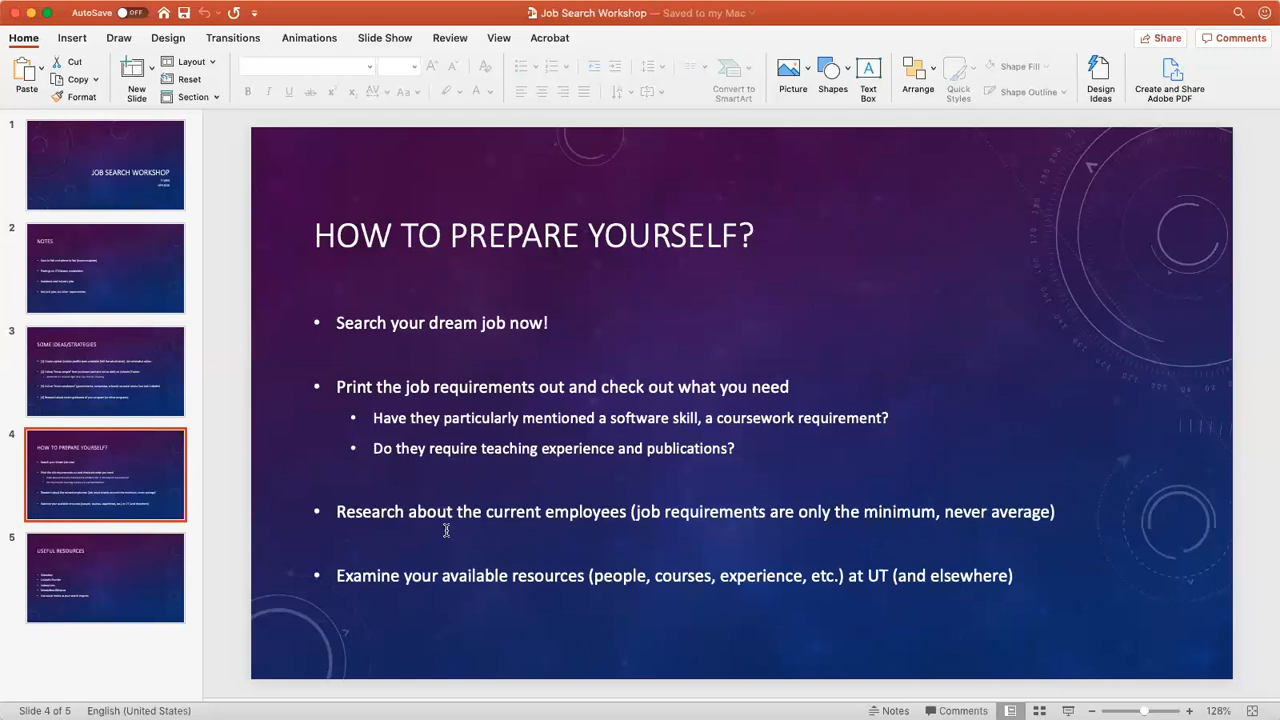 AutoSave OFF
Job Search Workshop — Saved to my Mac
Home Insert Draw Design Transitions Animations Slide Show Review View Acrobat Share Comments
Paste Cut Copy Format New Slide Layout Reset Section
B I U
Convert to SmartArt Picture Shapes Text Box Arrange Quick Styles Shape Fill Shape Outline Design Ideas Create and Share Adobe PDF
1
JOB SEARCH WORKSHOP
2
NOTES
3
SOME IDEAS/STRATEGIES
4
HOW TO PREPARE YOURSELF?
5
USEFUL RESOURCES
HOW TO PREPARE YOURSELF?
• Search your dream job now!
• Print the job requirements out and check out what you need
• Have they particularly mentioned a software skill, a coursework requirement?
• Do they require teaching experience and publications?
• Research about the current employees (job requirements are only the minimum, never average)
• Examine your available resources (people, courses, experience, etc.) at UT (and elsewhere)
Slide 4 of 5 English (United States) Notes Comments 128%